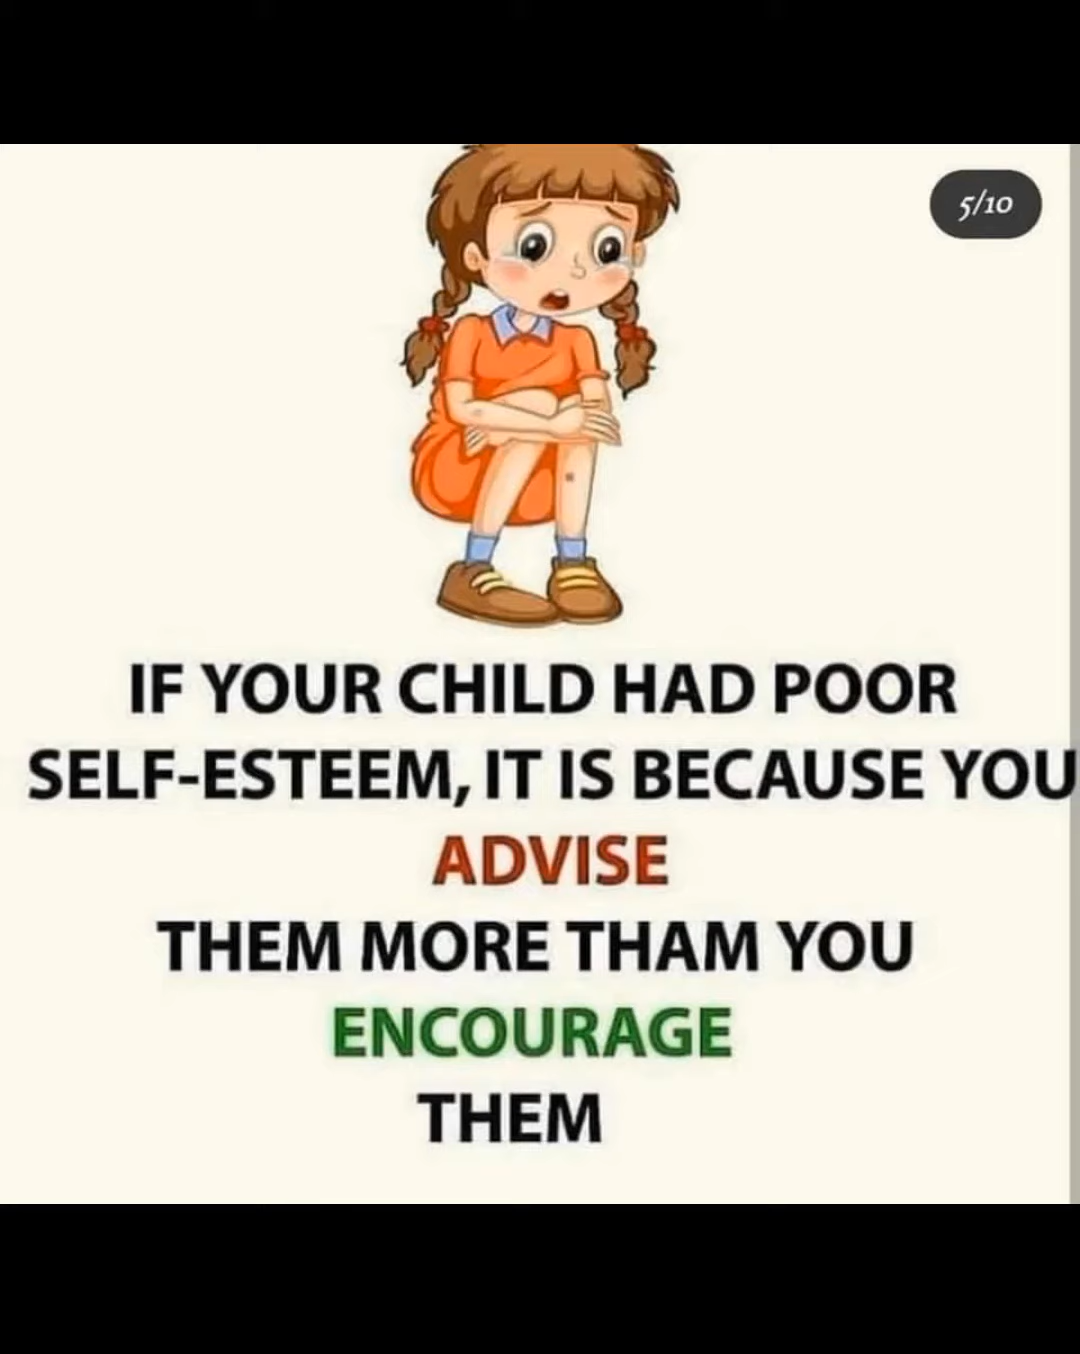 5/10
IF YOUR CHILD HAD POOR
SELF-ESTEEM, IT IS BECAUSE YOU
ADVISE
THEM MORE THAM YOU
ENCOURAGE
THEM